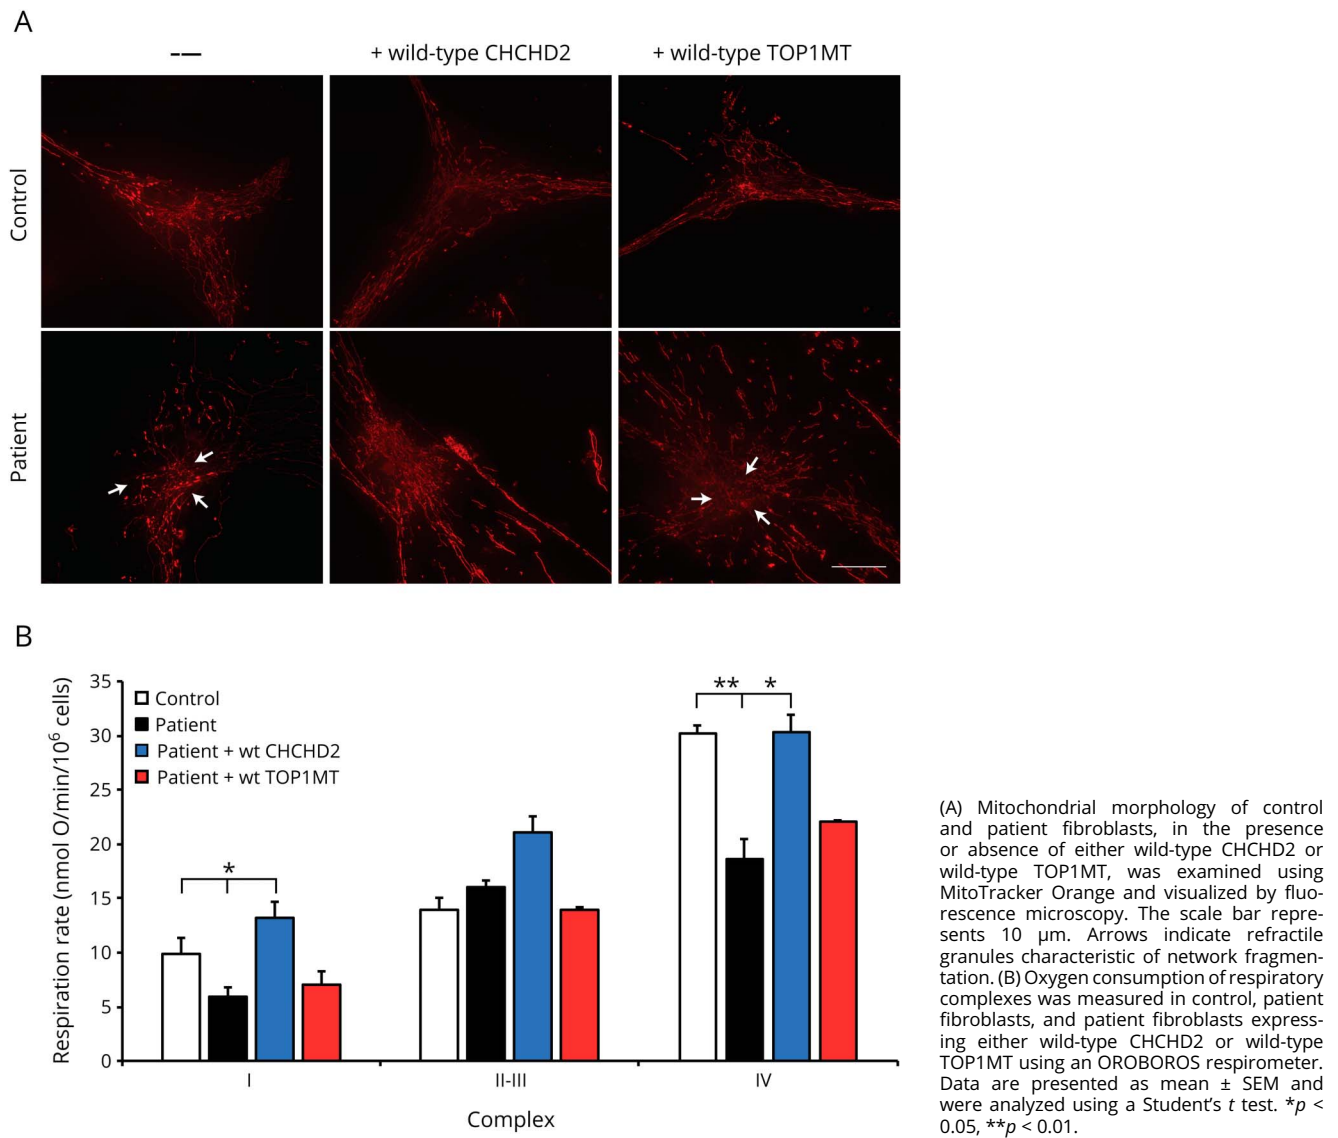 A
-— + wild-type CHCHD2 + wild-type TOP1MT
Control
Patient
B
Respiration rate (nmol O/min/10⁶ cells)
35
30
25
20
15
10
5
0
Control
Patient
Patient + wt CHCHD2
Patient + wt TOP1MT
*
** *
I II-III IV
Complex
(A) Mitochondrial morphology of control
and patient fibroblasts, in the presence
or absence of either wild-type CHCHD2 or
wild-type TOP1MT, was examined using
MitoTracker Orange and visualized by fluo-
rescence microscopy. The scale bar repre-
sents 10 μm. Arrows indicate refractile
granules characteristic of network fragmen-
tation. (B) Oxygen consumption of respiratory
complexes was measured in control, patient
fibroblasts, and patient fibroblasts express-
ing either wild-type CHCHD2 or wild-type
TOP1MT using an OROBOROS respirometer.
Data are presented as mean ± SEM and
were analyzed using a Student's t test. *p <
0.05, **p < 0.01.